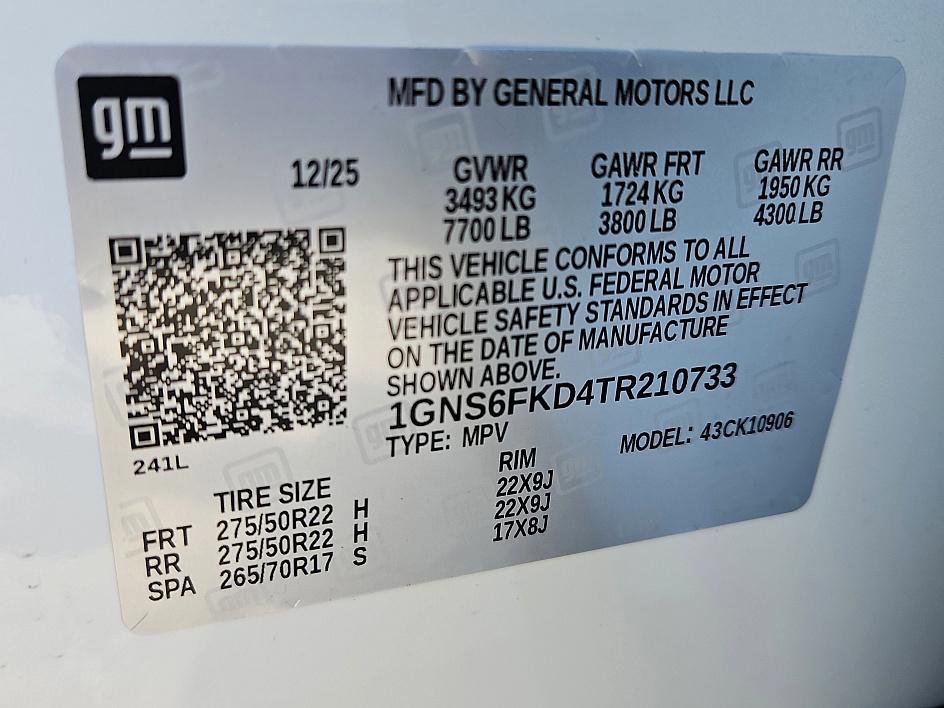 gm
MFD BY GENERAL MOTORS LLC
12/25
GVWR GAWR FRT GAWR RR
3493 KG 1724 KG 1950 KG
7700 LB 3800 LB 4300 LB
THIS VEHICLE CONFORMS TO ALL
APPLICABLE U.S. FEDERAL MOTOR
VEHICLE SAFETY STANDARDS IN EFFECT
ON THE DATE OF MANUFACTURE
SHOWN ABOVE.
1GNS6FKD4TR210733
TYPE: MPV MODEL: 43CK10906
241L
TIRE SIZE RIM
FRT 275/50R22 H 22X9J
RR 275/50R22 H 22X9J
SPA 265/70R17 S 17X8J